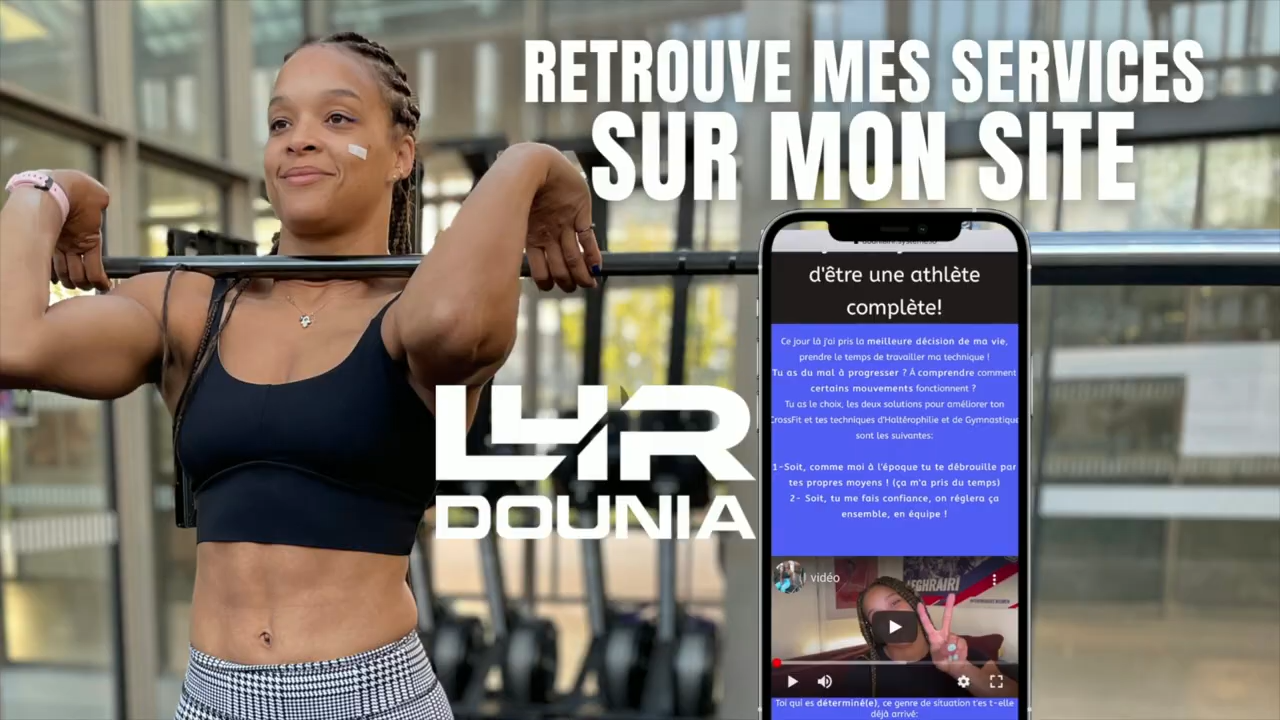 RETROUVE MES SERVICES
SUR MON SITE
d'être une athlète
complète!
Ce jour là j'ai pris la meilleure décision de ma vie,
prendre le temps de travailler ma technique !
Tu as du mal à progresser ? À comprendre comment
certains mouvements fonctionnent ?
Tu as le choix, les deux solutions pour améliorer ton
CrossFit et tes techniques d'Haltérophilie et de Gymnastique
sont les suivantes:
1-Soit, comme moi à l'époque tu te débrouille par
tes propres moyens ! (ça m'a pris du temps)
2- Soit, tu me fais confiance, on réglera ça
ensemble, en équipe !
vidéo
EGHRAIRI
Toi qui es déterminé(e), ce genre de situation t'es t-elle
déjà arrivé:
DOUNIA